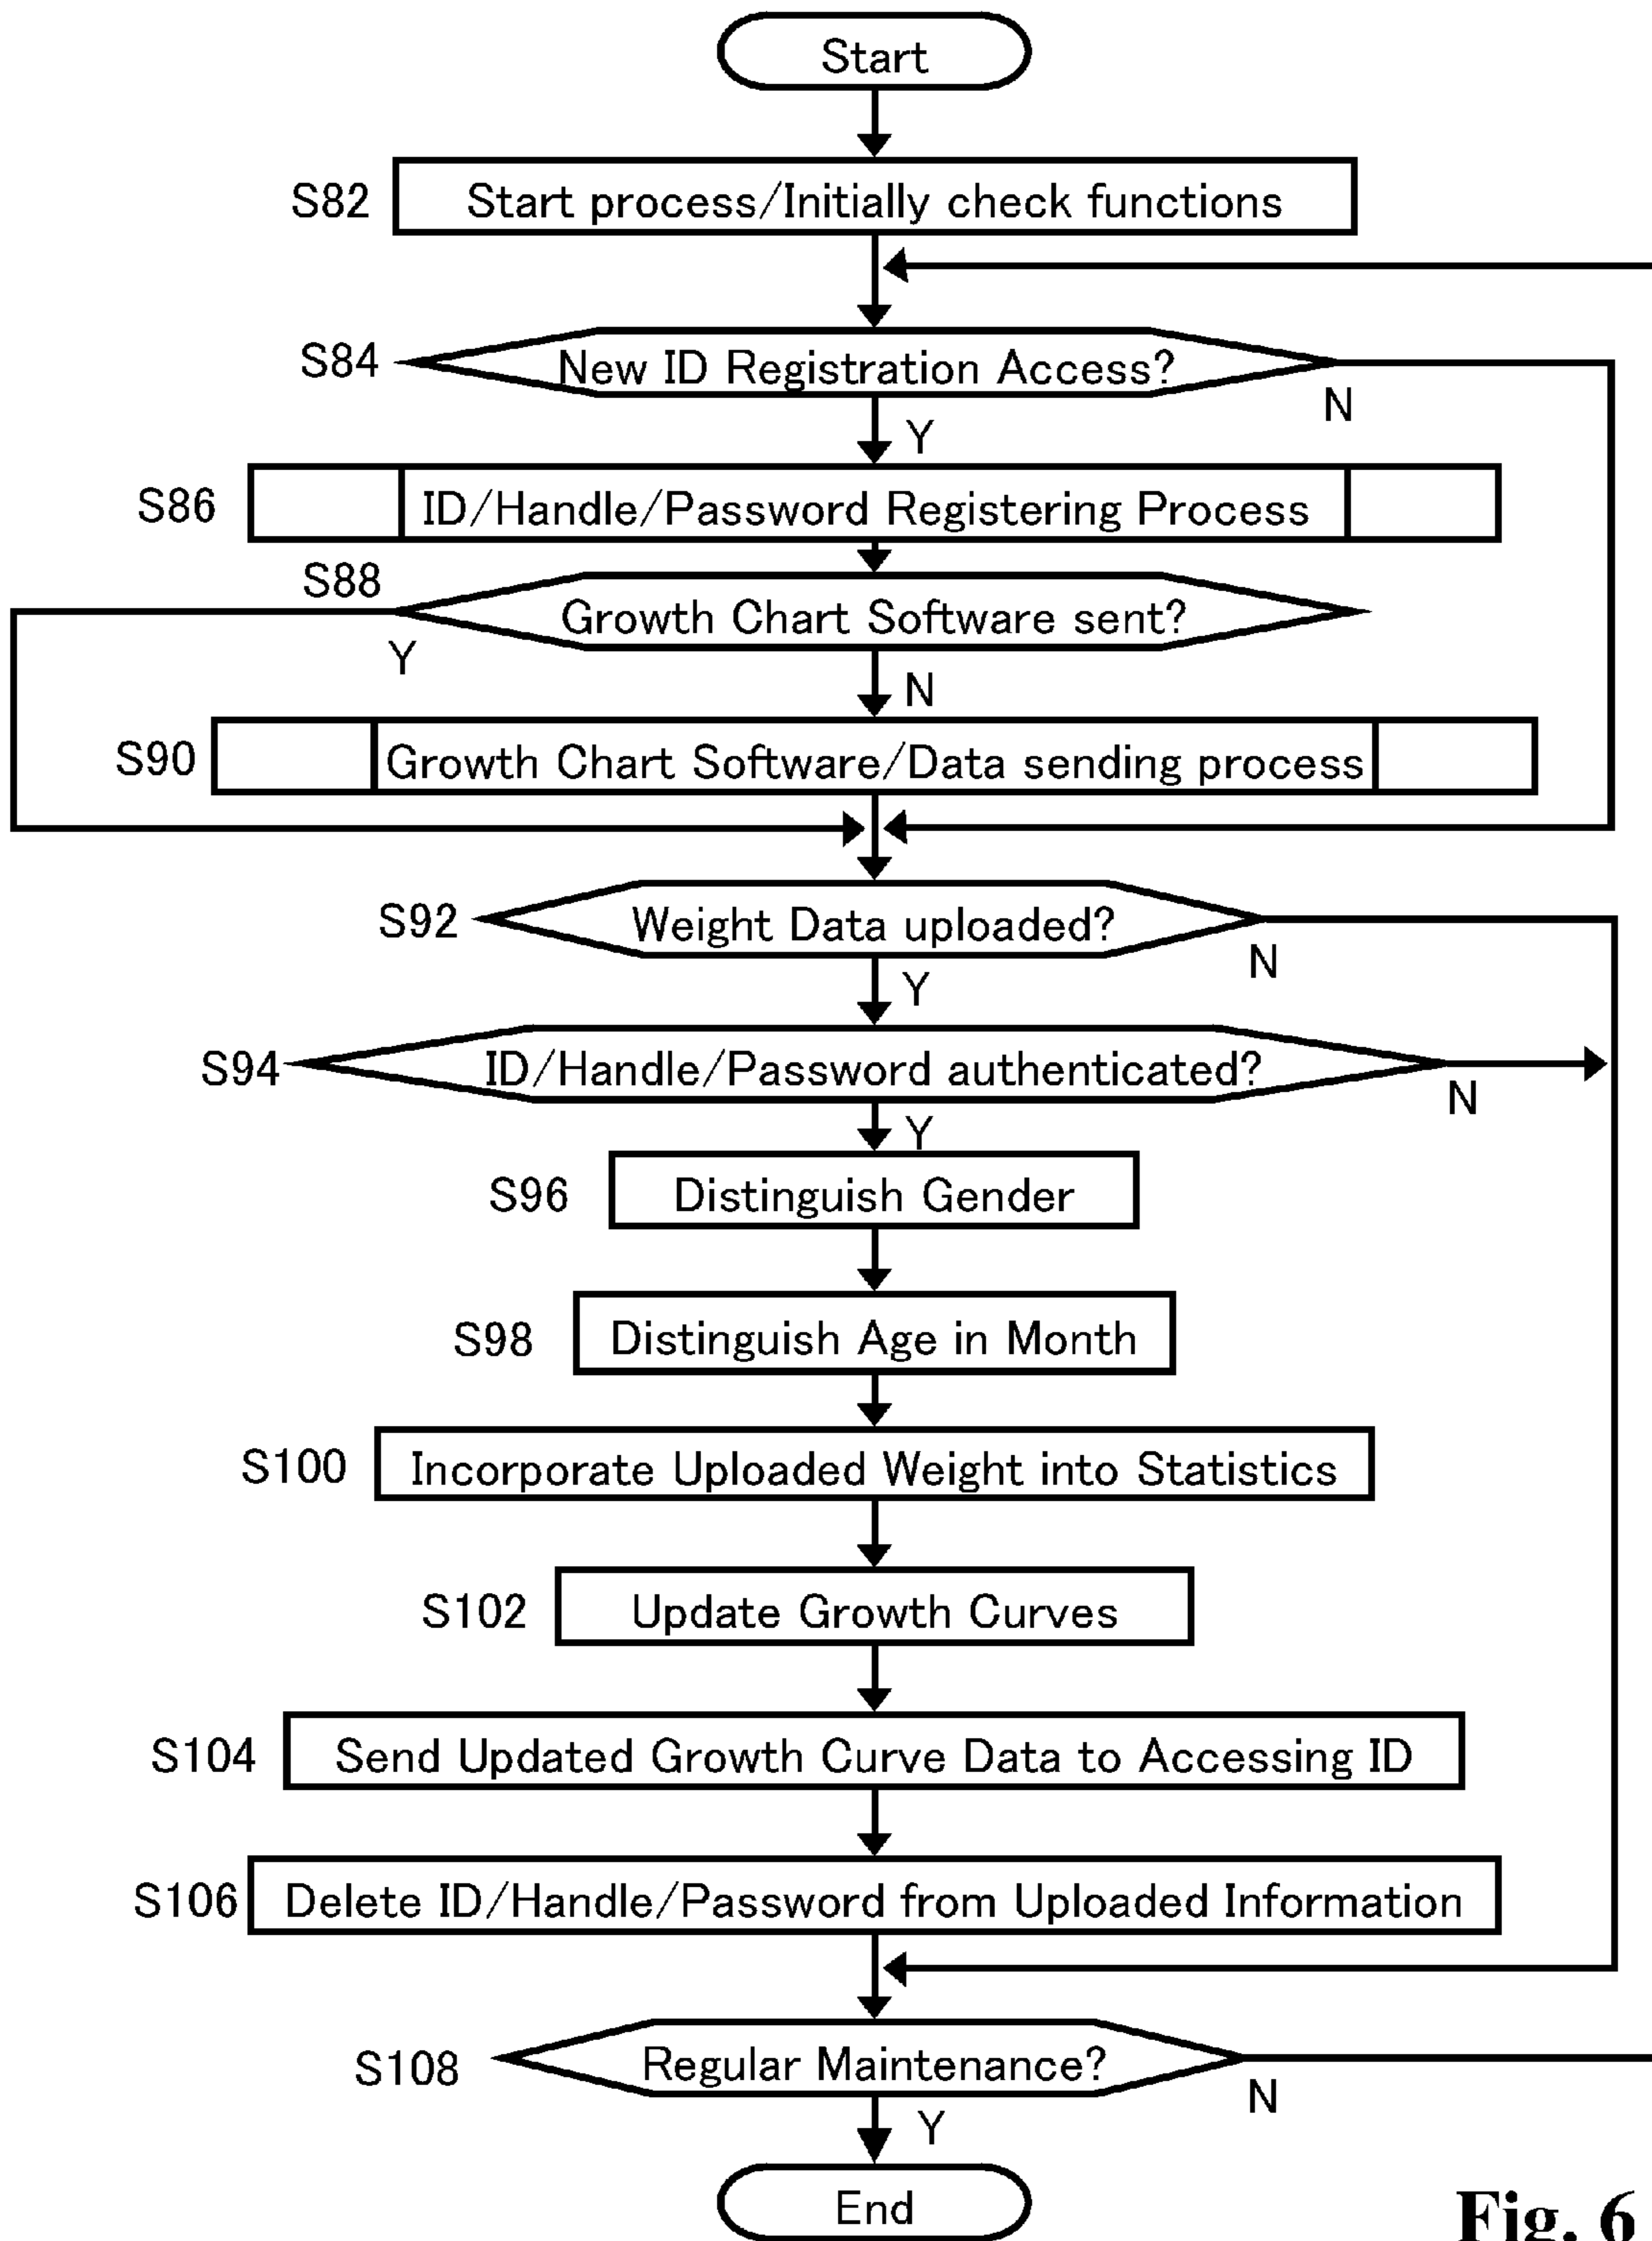 Start
S82 Start process/Initially check functions
S84 New ID Registration Access?
N
Y
S86 ID/Handle/Password Registering Process
S88 Growth Chart Software sent?
Y
N
S90 Growth Chart Software/Data sending process
S92 Weight Data uploaded?
N
Y
S94 ID/Handle/Password authenticated?
N
Y
S96 Distinguish Gender
S98 Distinguish Age in Month
S100 Incorporate Uploaded Weight into Statistics
S102 Update Growth Curves
S104 Send Updated Growth Curve Data to Accessing ID
S106 Delete ID/Handle/Password from Uploaded Information
S108 Regular Maintenance?
N
Y
End
Fig. 6